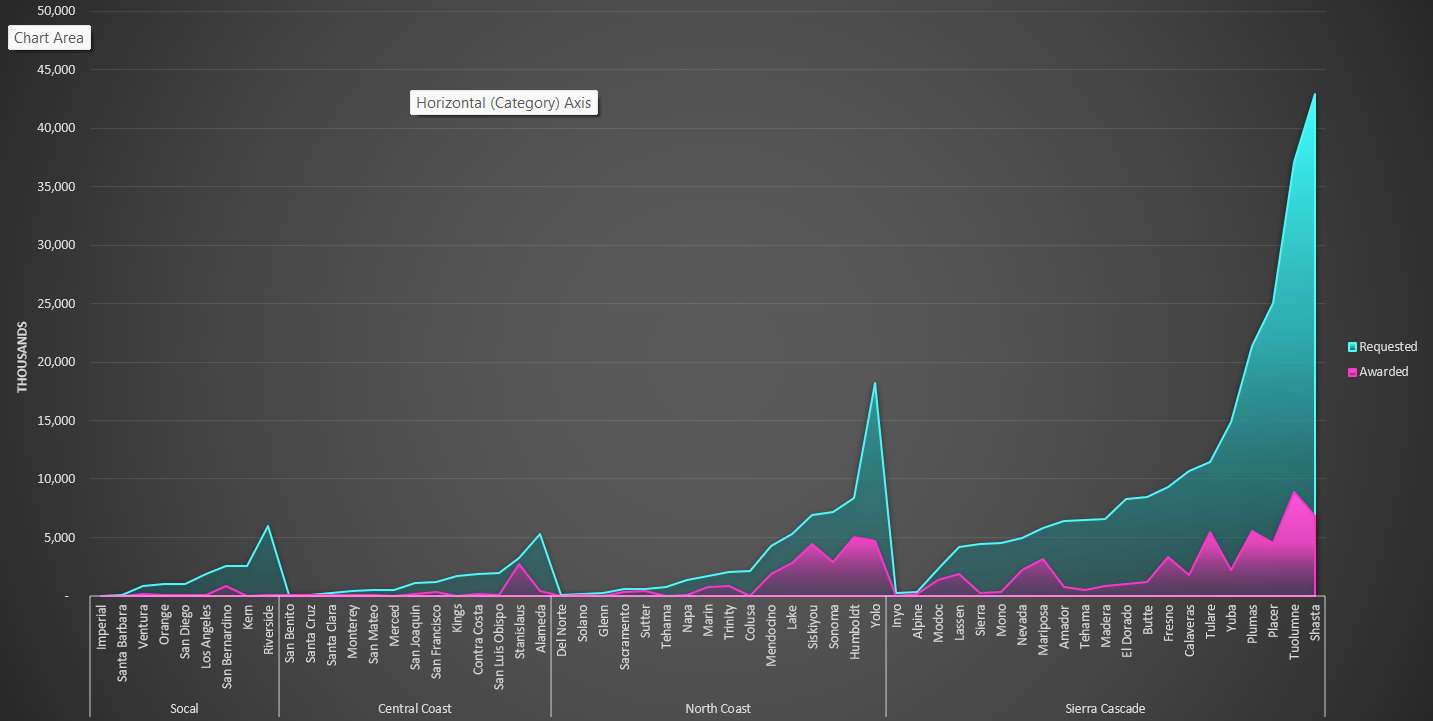 50,000
Chart Area
45,000
Horizontal (Category) Axis
40,000
35,000
30,000
25,000
20,000
15,000
10,000
5,000
-
THOUSANDS
Requested
Awarded
Imperial
Santa Barbara
Ventura
Orange
San Diego
Los Angeles
San Bernardino
Kern
Riverside
San Benito
Santa Cruz
Santa Clara
Monterey
San Mateo
Merced
San Joaquin
San Francisco
Kings
Contra Costa
San Luis Obispo
Stanislaus
Alameda
Del Norte
Solano
Glenn
Sacramento
Sutter
Tehama
Napa
Marin
Trinity
Colusa
Mendocino
Lake
Siskiyou
Sonoma
Humboldt
Yolo
Inyo
Alpine
Modoc
Lassen
Sierra
Mono
Nevada
Mariposa
Amador
Tehama
Madera
El Dorado
Butte
Fresno
Calaveras
Tulare
Yuba
Plumas
Placer
Tuolumne
Shasta
Socal
Central Coast
North Coast
Sierra Cascade